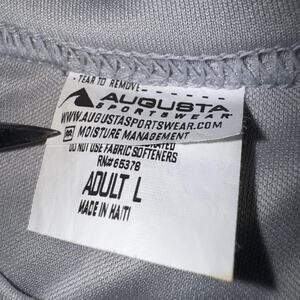 TEAR TO REMOVE
AUGUSTA
SPORTSWEAR
WWW.AUGUSTASPORTSWEAR.COM
MOISTURE MANAGEMENT
DO NOT USE FABRIC SOFTENERS
RN# 65378
ADULT L
MADE IN HAITI